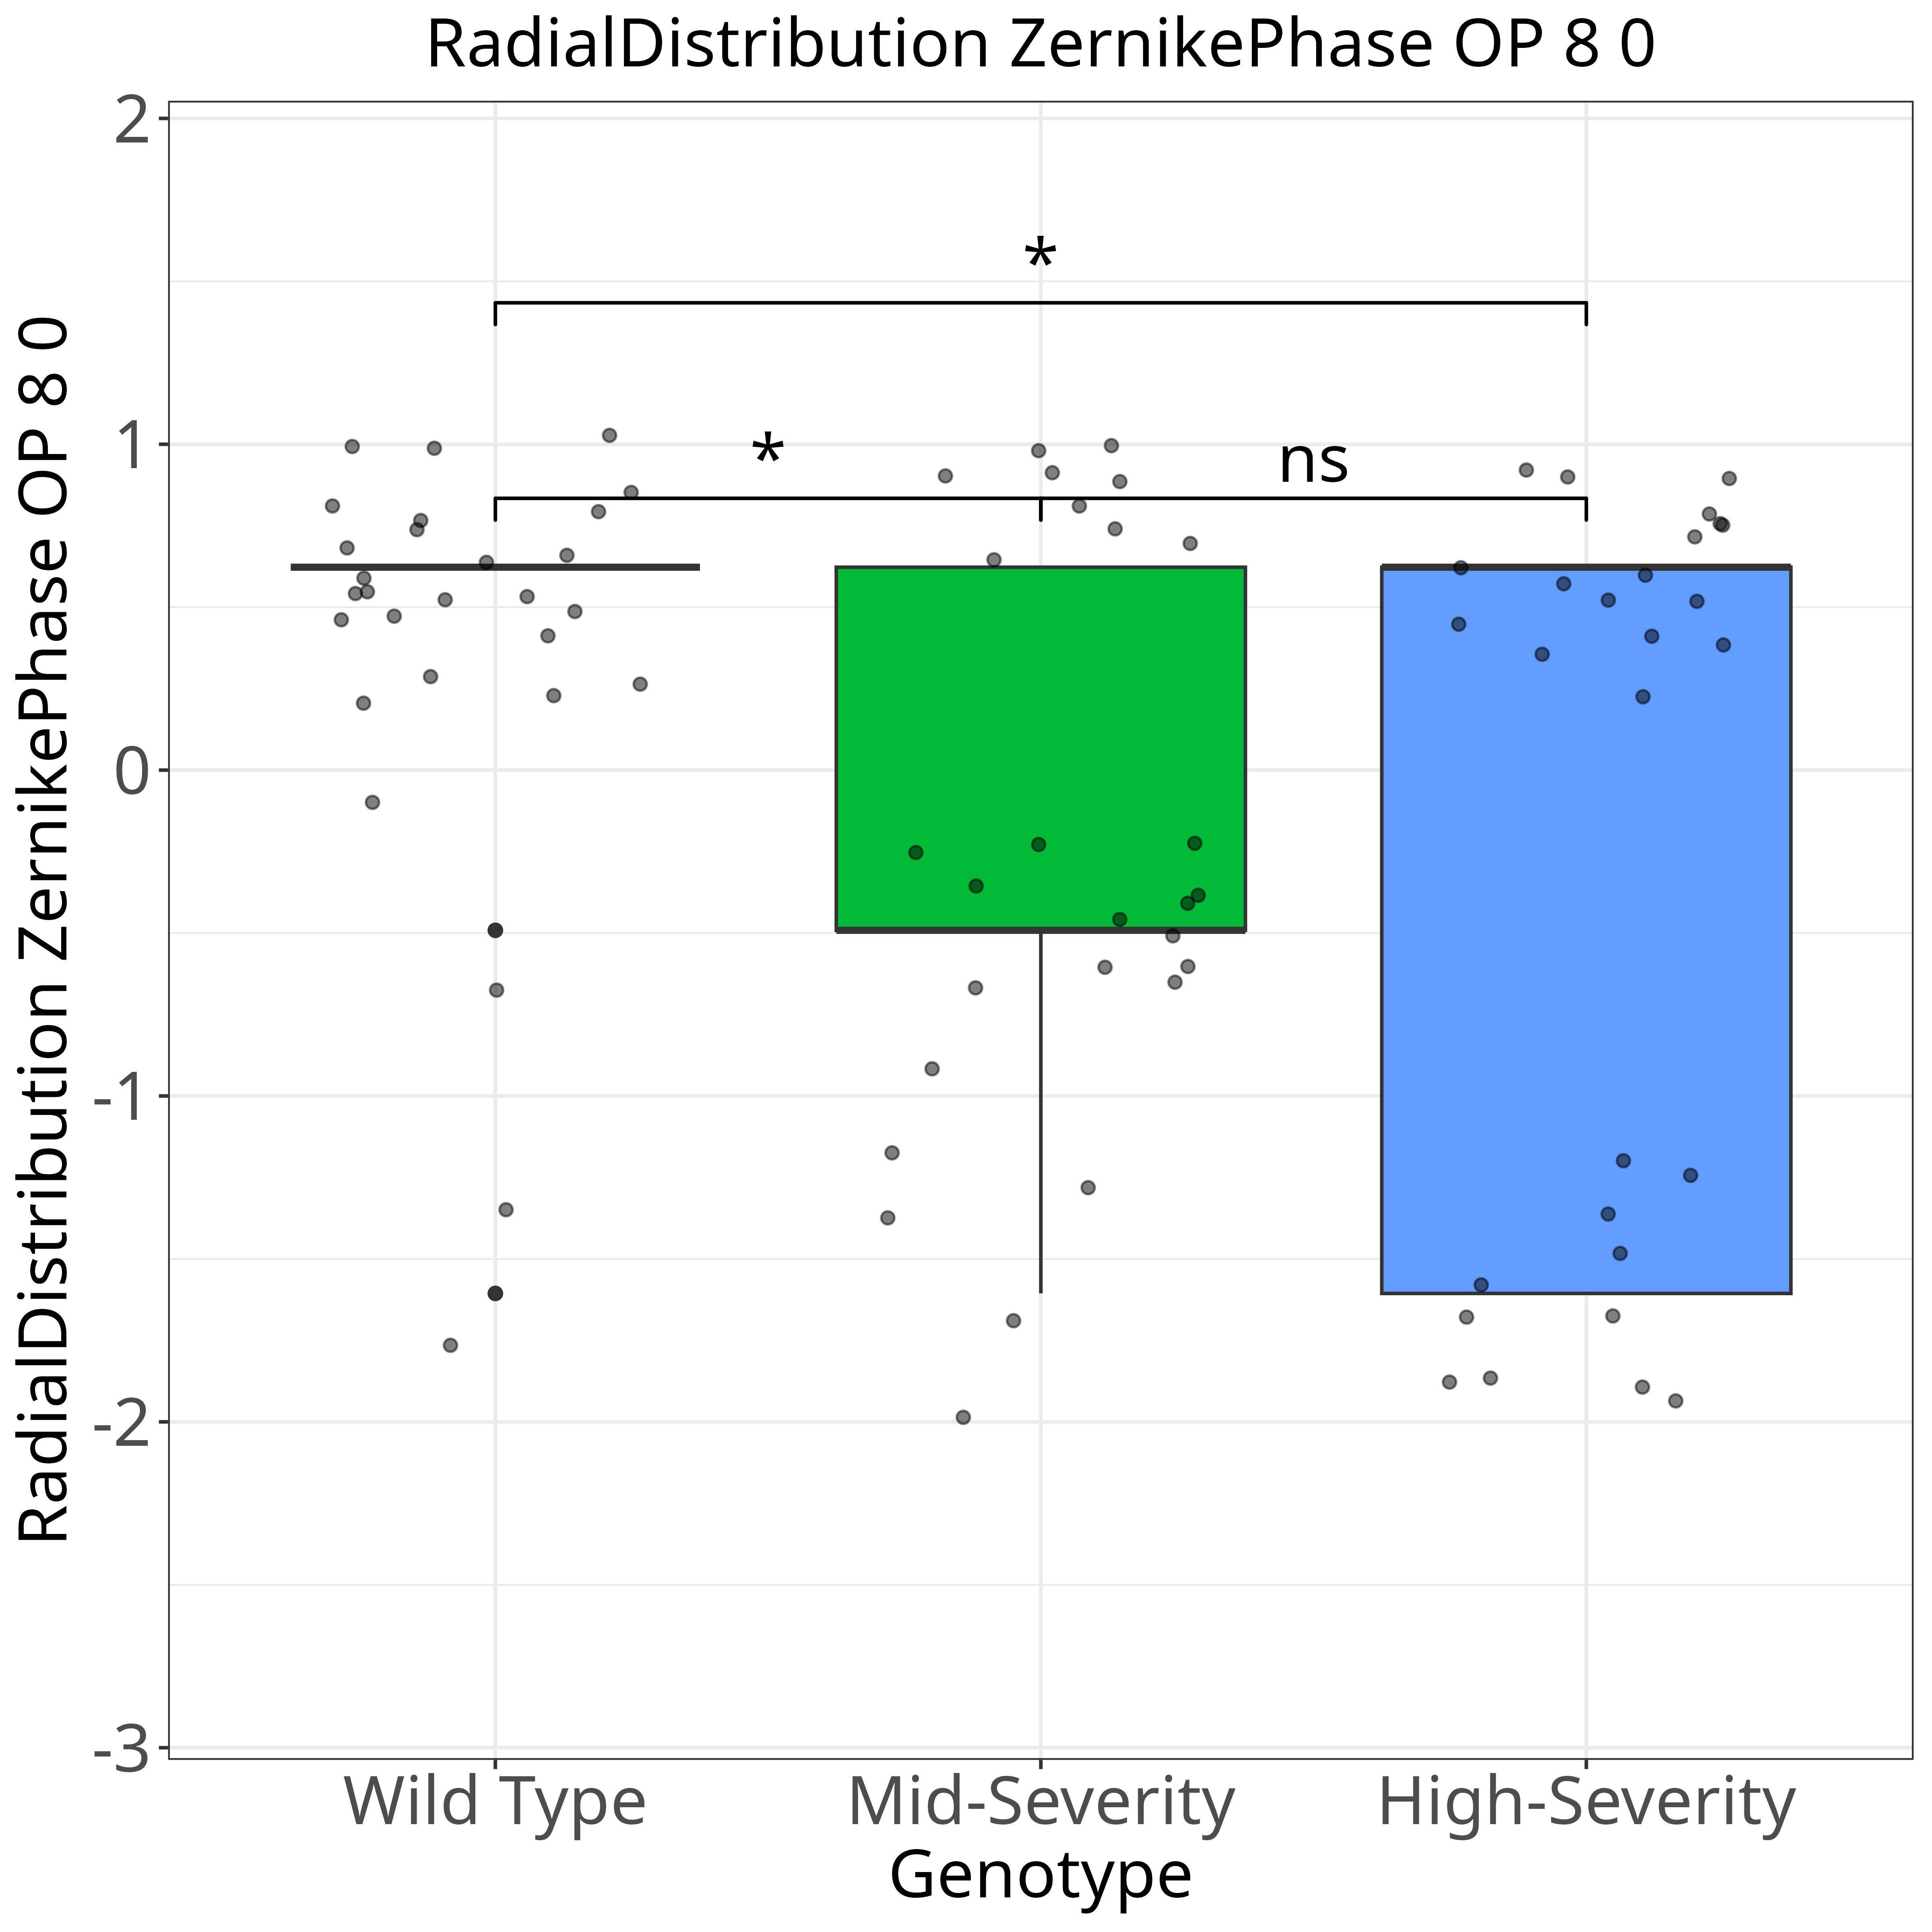 RadialDistribution ZernikePhase OP 8 0
RadialDistribution ZernikePhase OP 8 0
2
1
0
-1
-2
-3
*
*
ns
Wild Type
Mid-Severity
High-Severity
Genotype